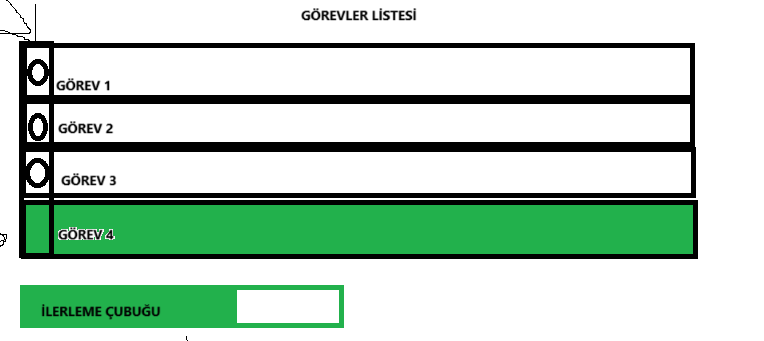 GÖREVLER LİSTESİ
GÖREV 1
GÖREV 2
GÖREV 3
GÖREV 4
İLERLEME ÇUBUĞU